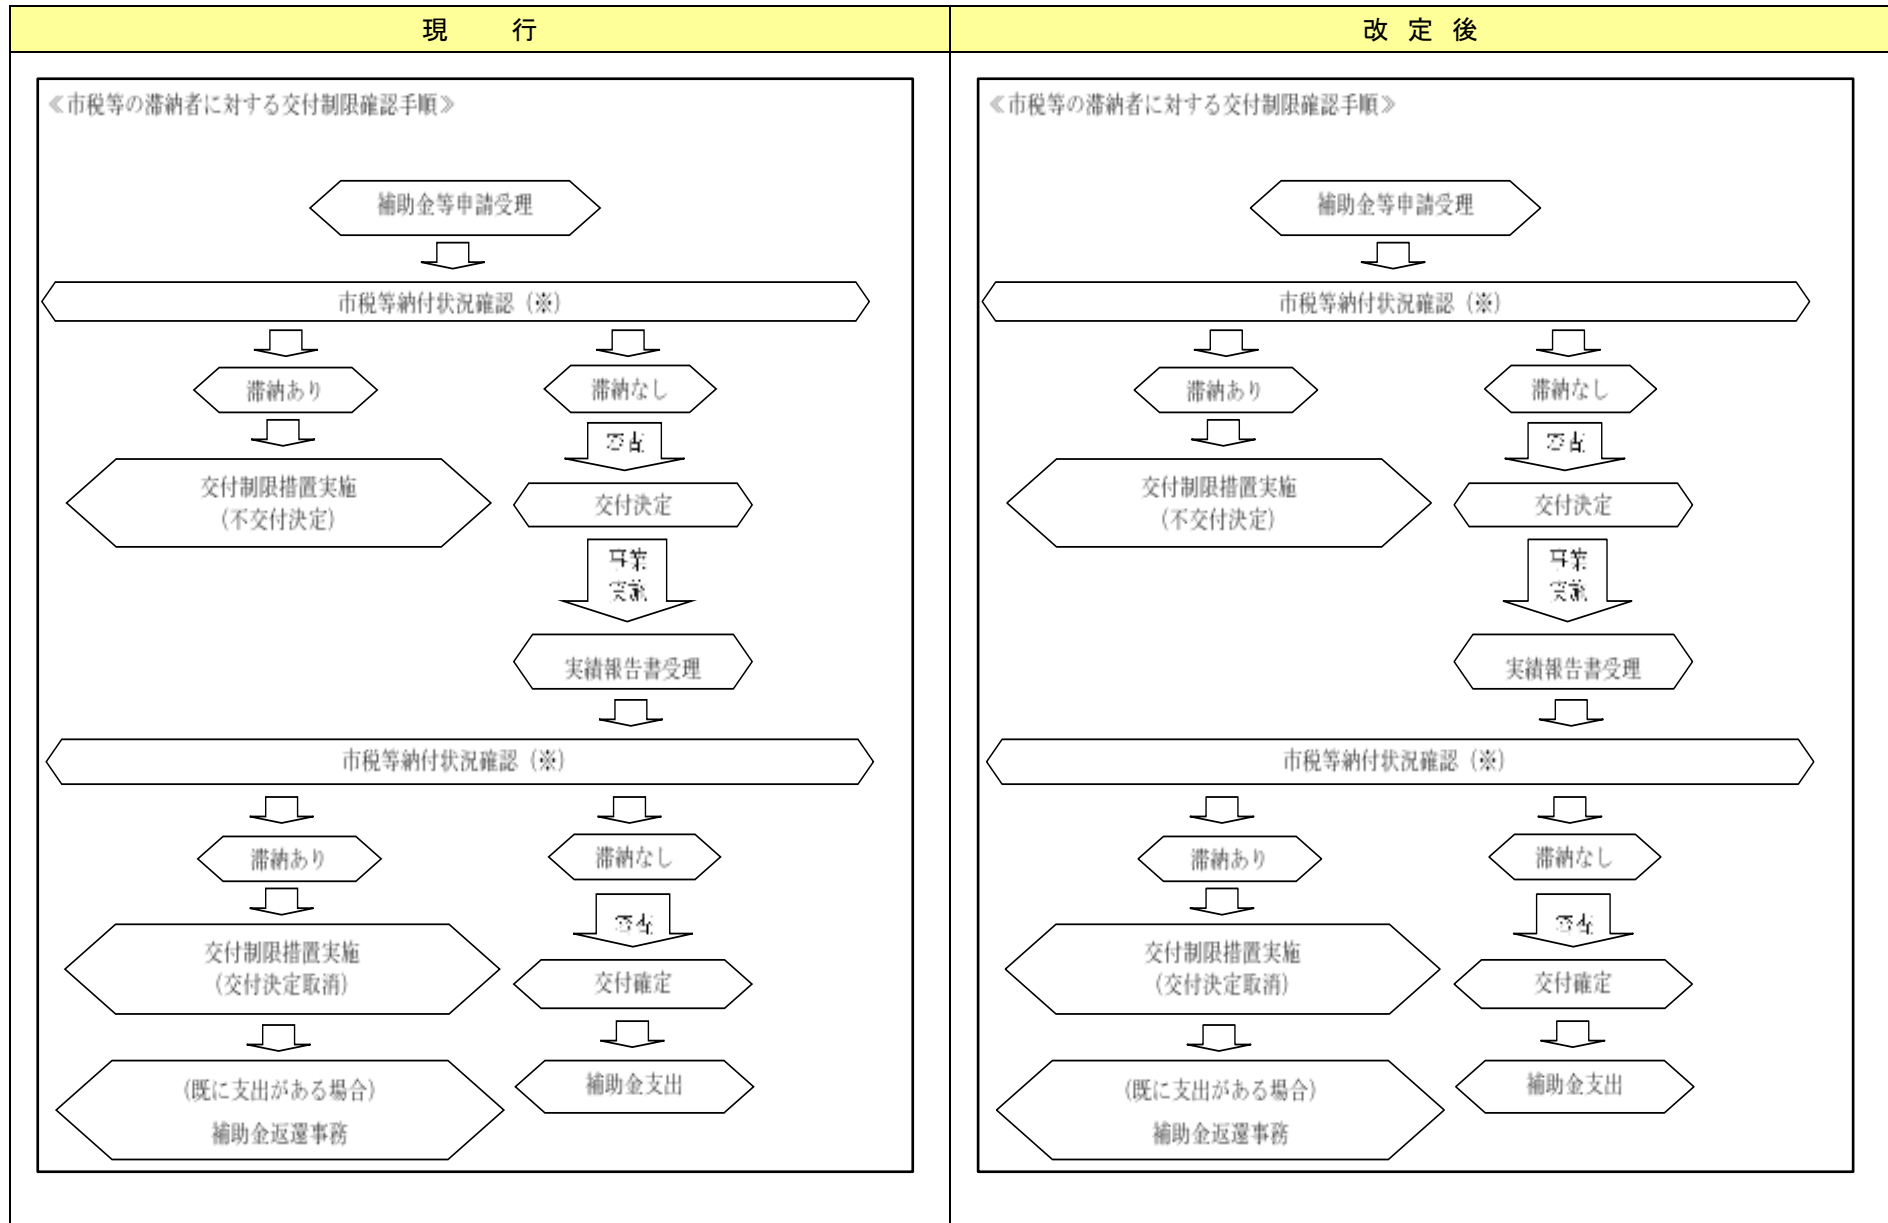 現 行
≪市税等の滞納者に対する交付制限確認手順≫
補助金等申請受理
市税等納付状況確認（※）
滞納あり
滞納なし
交付制限措置実施
（不交付決定）
交付決定
事業
実施
実績報告書受理
市税等納付状況確認（※）
滞納あり
滞納なし
交付制限措置実施
（交付決定取消）
交付確定
（既に支出がある場合）
補助金返還事務
補助金支出
改 定 後
≪市税等の滞納者に対する交付制限確認手順≫
補助金等申請受理
市税等納付状況確認（※）
滞納あり
滞納なし
交付制限措置実施
（不交付決定）
交付決定
事業
実施
実績報告書受理
市税等納付状況確認（※）
滞納あり
滞納なし
交付制限措置実施
（交付決定取消）
交付確定
（既に支出がある場合）
補助金返還事務
補助金支出